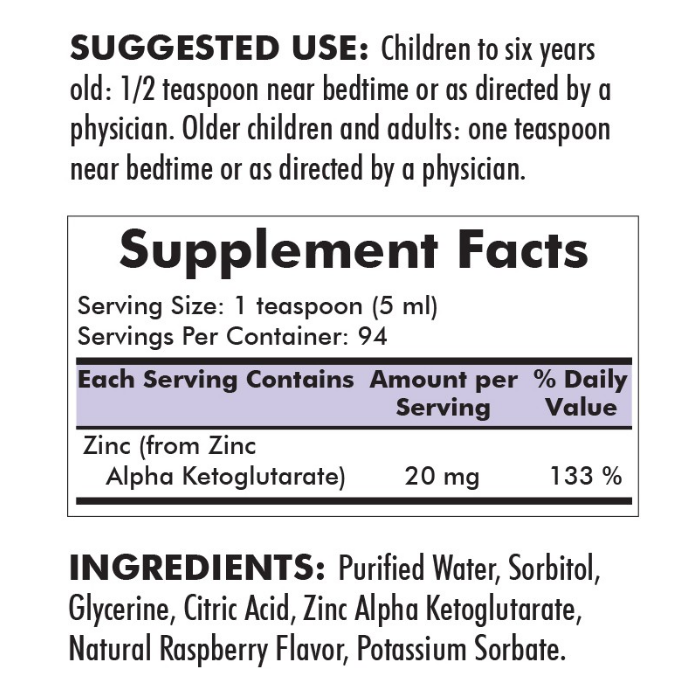 SUGGESTED USE: Children to six years
old: 1/2 teaspoon near bedtime or as directed by a
physician. Older children and adults: one teaspoon
near bedtime or as directed by a physician.
Supplement Facts
Serving Size: 1 teaspoon (5 ml)
Servings Per Container: 94
Each Serving Contains Amount per % Daily
Serving Value
Zinc (from Zinc
Alpha Ketoglutarate) 20 mg 133 %
INGREDIENTS: Purified Water, Sorbitol,
Glycerine, Citric Acid, Zinc Alpha Ketoglutarate,
Natural Raspberry Flavor, Potassium Sorbate.